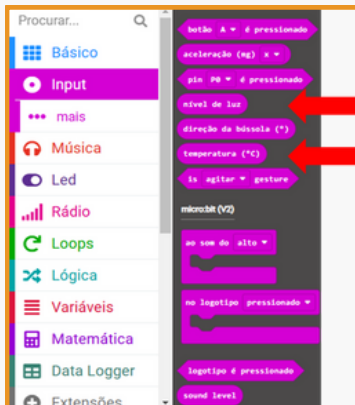 Procurar...
Básico
Input
mais
Música
Led
Rádio
Loops
Lógica
Variáveis
Matemática
Data Logger
Extensões
botão A é pressionado
aceleração (mg) x
pin P0 é pressionado
nível de luz
direção da bússola (°)
temperatura (°C)
is agitar gesture
micro:bit (V2)
ao som do alto
no logotipo pressionado
logotipo é pressionado
sound level